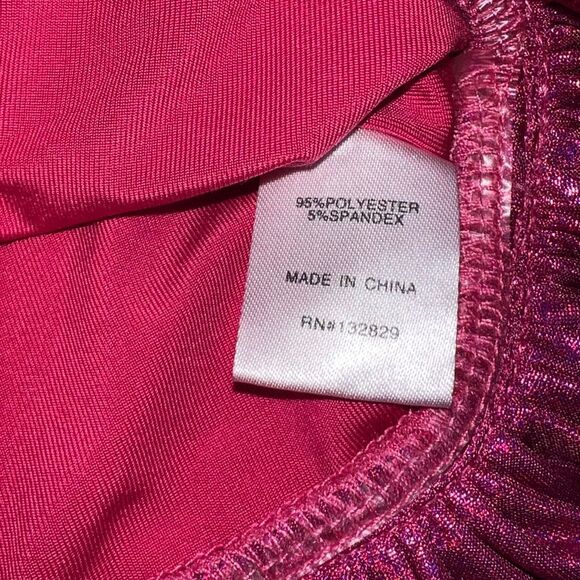 95%POLYESTER
5%SPANDEX
MADE IN CHINA
RN#132829